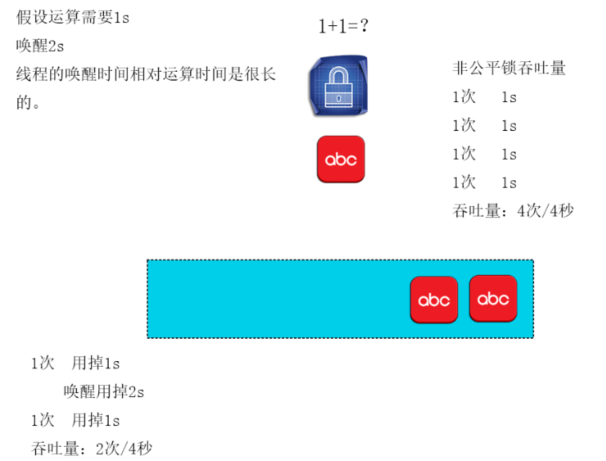 假设运算需要1s
唤醒2s
线程的唤醒时间相对运算时间是很长
的。
1+1=?
abc
非公平锁吞吐量
1次 1s
1次 1s
1次 1s
1次 1s
吞吐量：4次/4秒
abc abc
1次 用掉1s
唤醒用掉2s
1次 用掉1s
吞吐量：2次/4秒